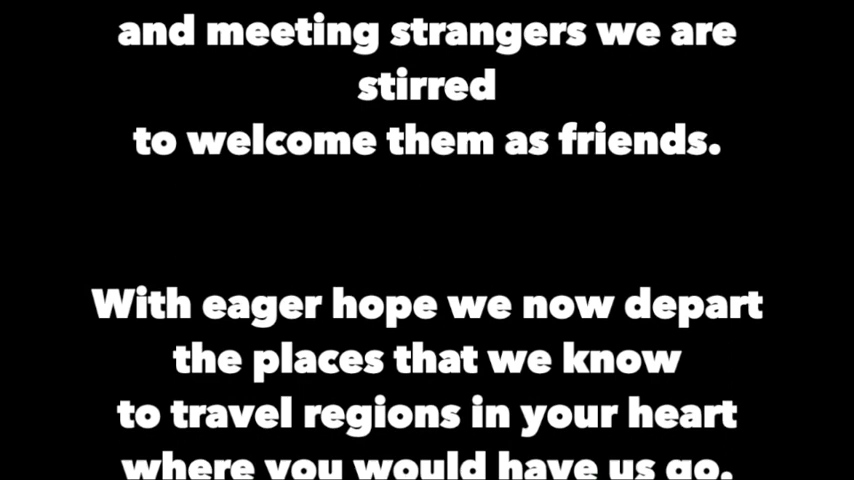 and meeting strangers we are
stirred
to welcome them as friends.
With eager hope we now depart
the places that we know
to travel regions in your heart
where you would have us go.